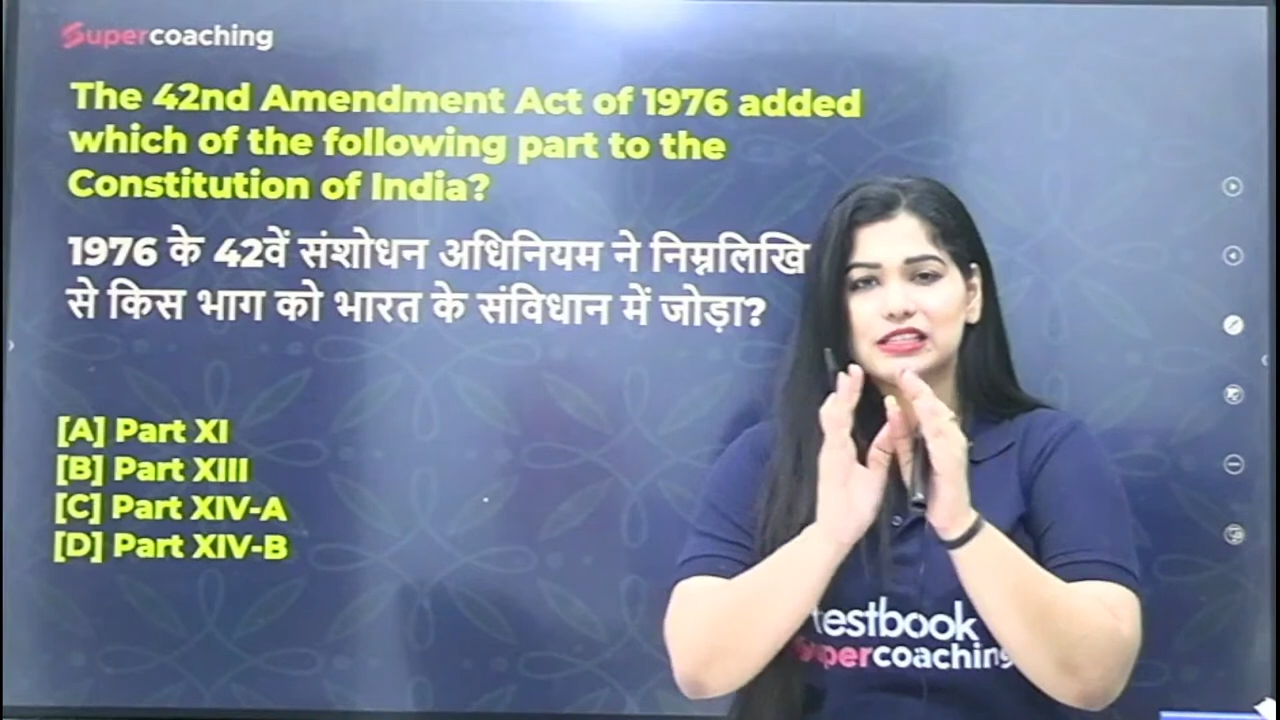 Supercoaching
The 42nd Amendment Act of 1976 added
which of the following part to the
Constitution of India?
1976 के 42वें संशोधन अधिनियम ने
से किस भाग को भारत के संविधान में जोड़ा?
[A] Part XI
[B] Part XIII
[C] Part XIV-A
[D] Part XIV-B
testbook
Supercoaching